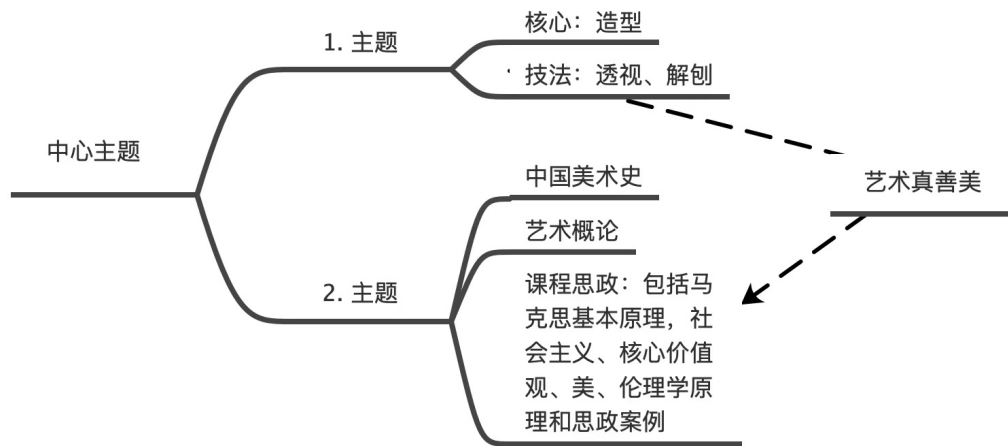 核心：造型
1. 主题
技法：透视、解刨
中心主题
中国美术史
艺术真善美
艺术概论
课程思政：包括马
克思基本原理，社
会主义、核心价值
观、美、伦理学原
理和思政案例
2. 主题